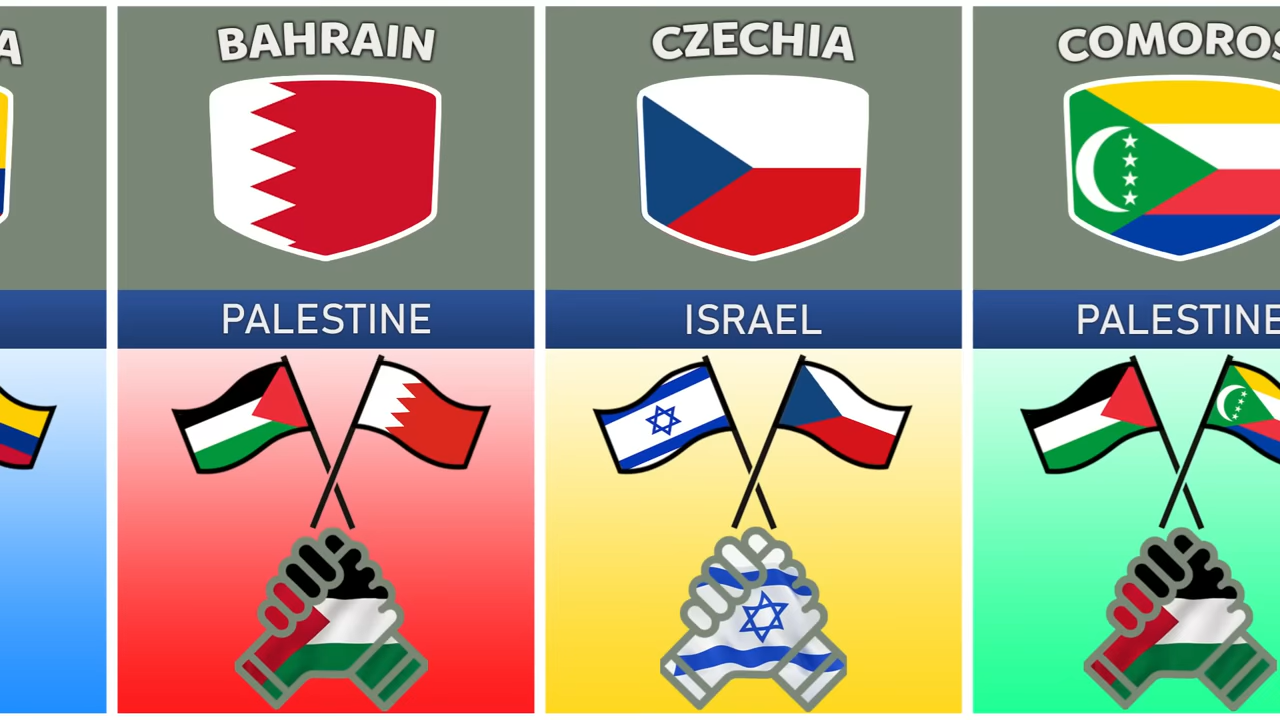 A
BAHRAIN
CZECHIA
COMOROS
PALESTINE
ISRAEL
PALESTINE